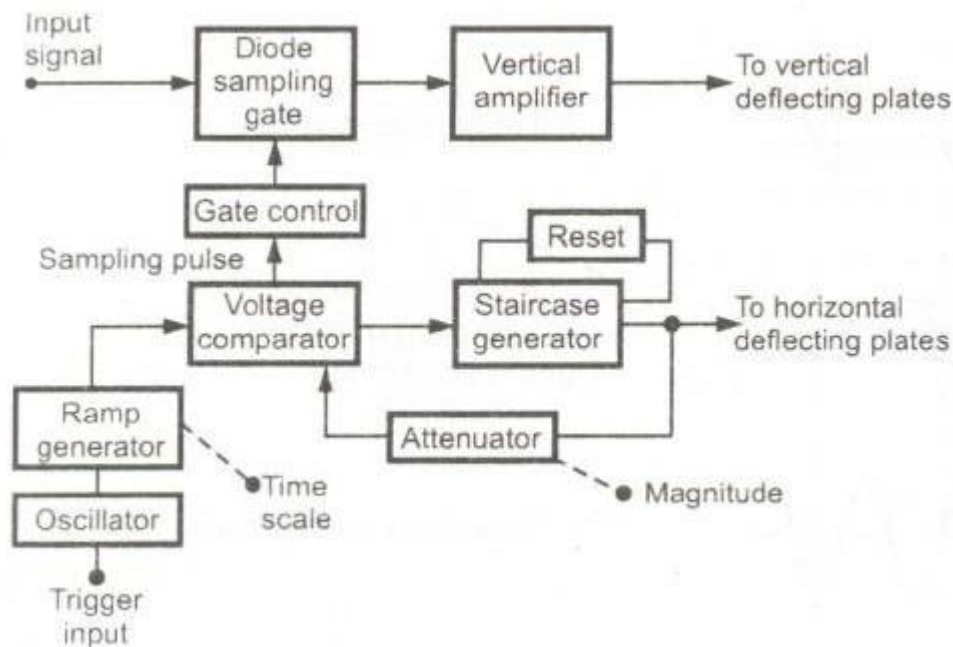 Input
signal
Diode
sampling
gate
Vertical
amplifier
To vertical
deflecting plates
Gate control
Reset
Sampling pulse
Voltage
comparator
Staircase
generator
To horizontal
deflecting plates
Ramp
generator
Attenuator
Time
scale
Magnitude
Oscillator
Trigger
input